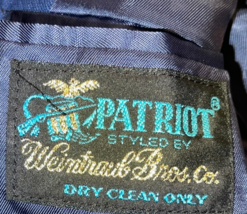 PATRIOT®
STYLED BY
Weintraub Bros. Co.
DRY CLEAN ONLY